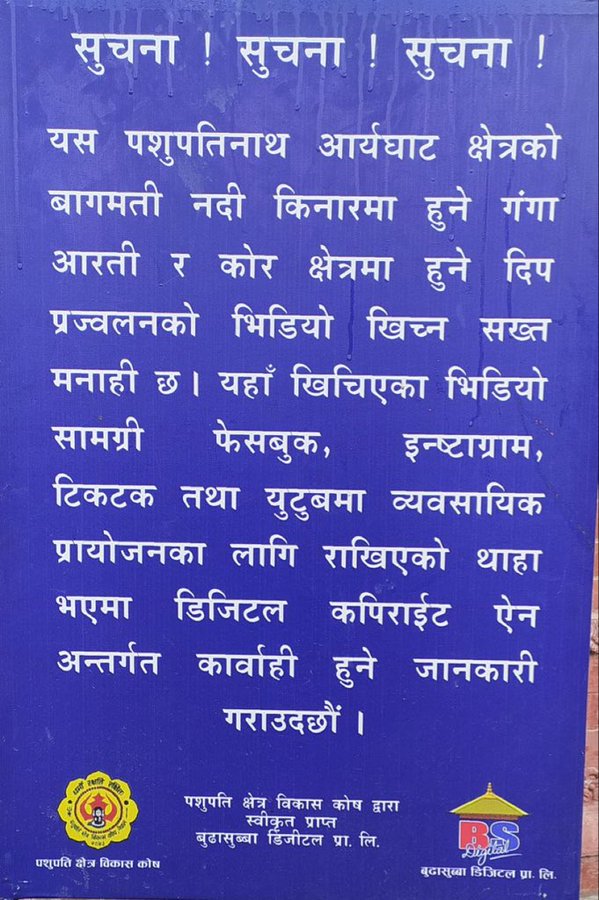 सुचना ! सुचना ! सुचना !
यस पशुपतिनाथ आर्यघाट क्षेत्रको
बागमती नदी किनारमा हुने गंगा
आरती र कोर क्षेत्रमा हुने दिप
प्रज्वलनको भिडियो खिच्न सख्त
मनाही छ। यहाँ खिचिएका भिडियो
सामग्री फेसबुक, इन्ष्टाग्राम,
टिकटक तथा युटुबमा व्यवसायिक
प्रायोजनका लागि राखिएको थाहा
भएमा डिजिटल कपिराईट ऐन
अन्तर्गत कार्वाही हुने जानकारी
गराउदछौं ।
पशुपति क्षेत्र विकास कोष द्वारा
स्वीकृत प्राप्त
बुढासुब्बा डिजीटल प्रा. लि.
पशुपति क्षेत्र विकास कोष
BS
Digital
बुढासुब्बा डिजिटल प्रा. लि.